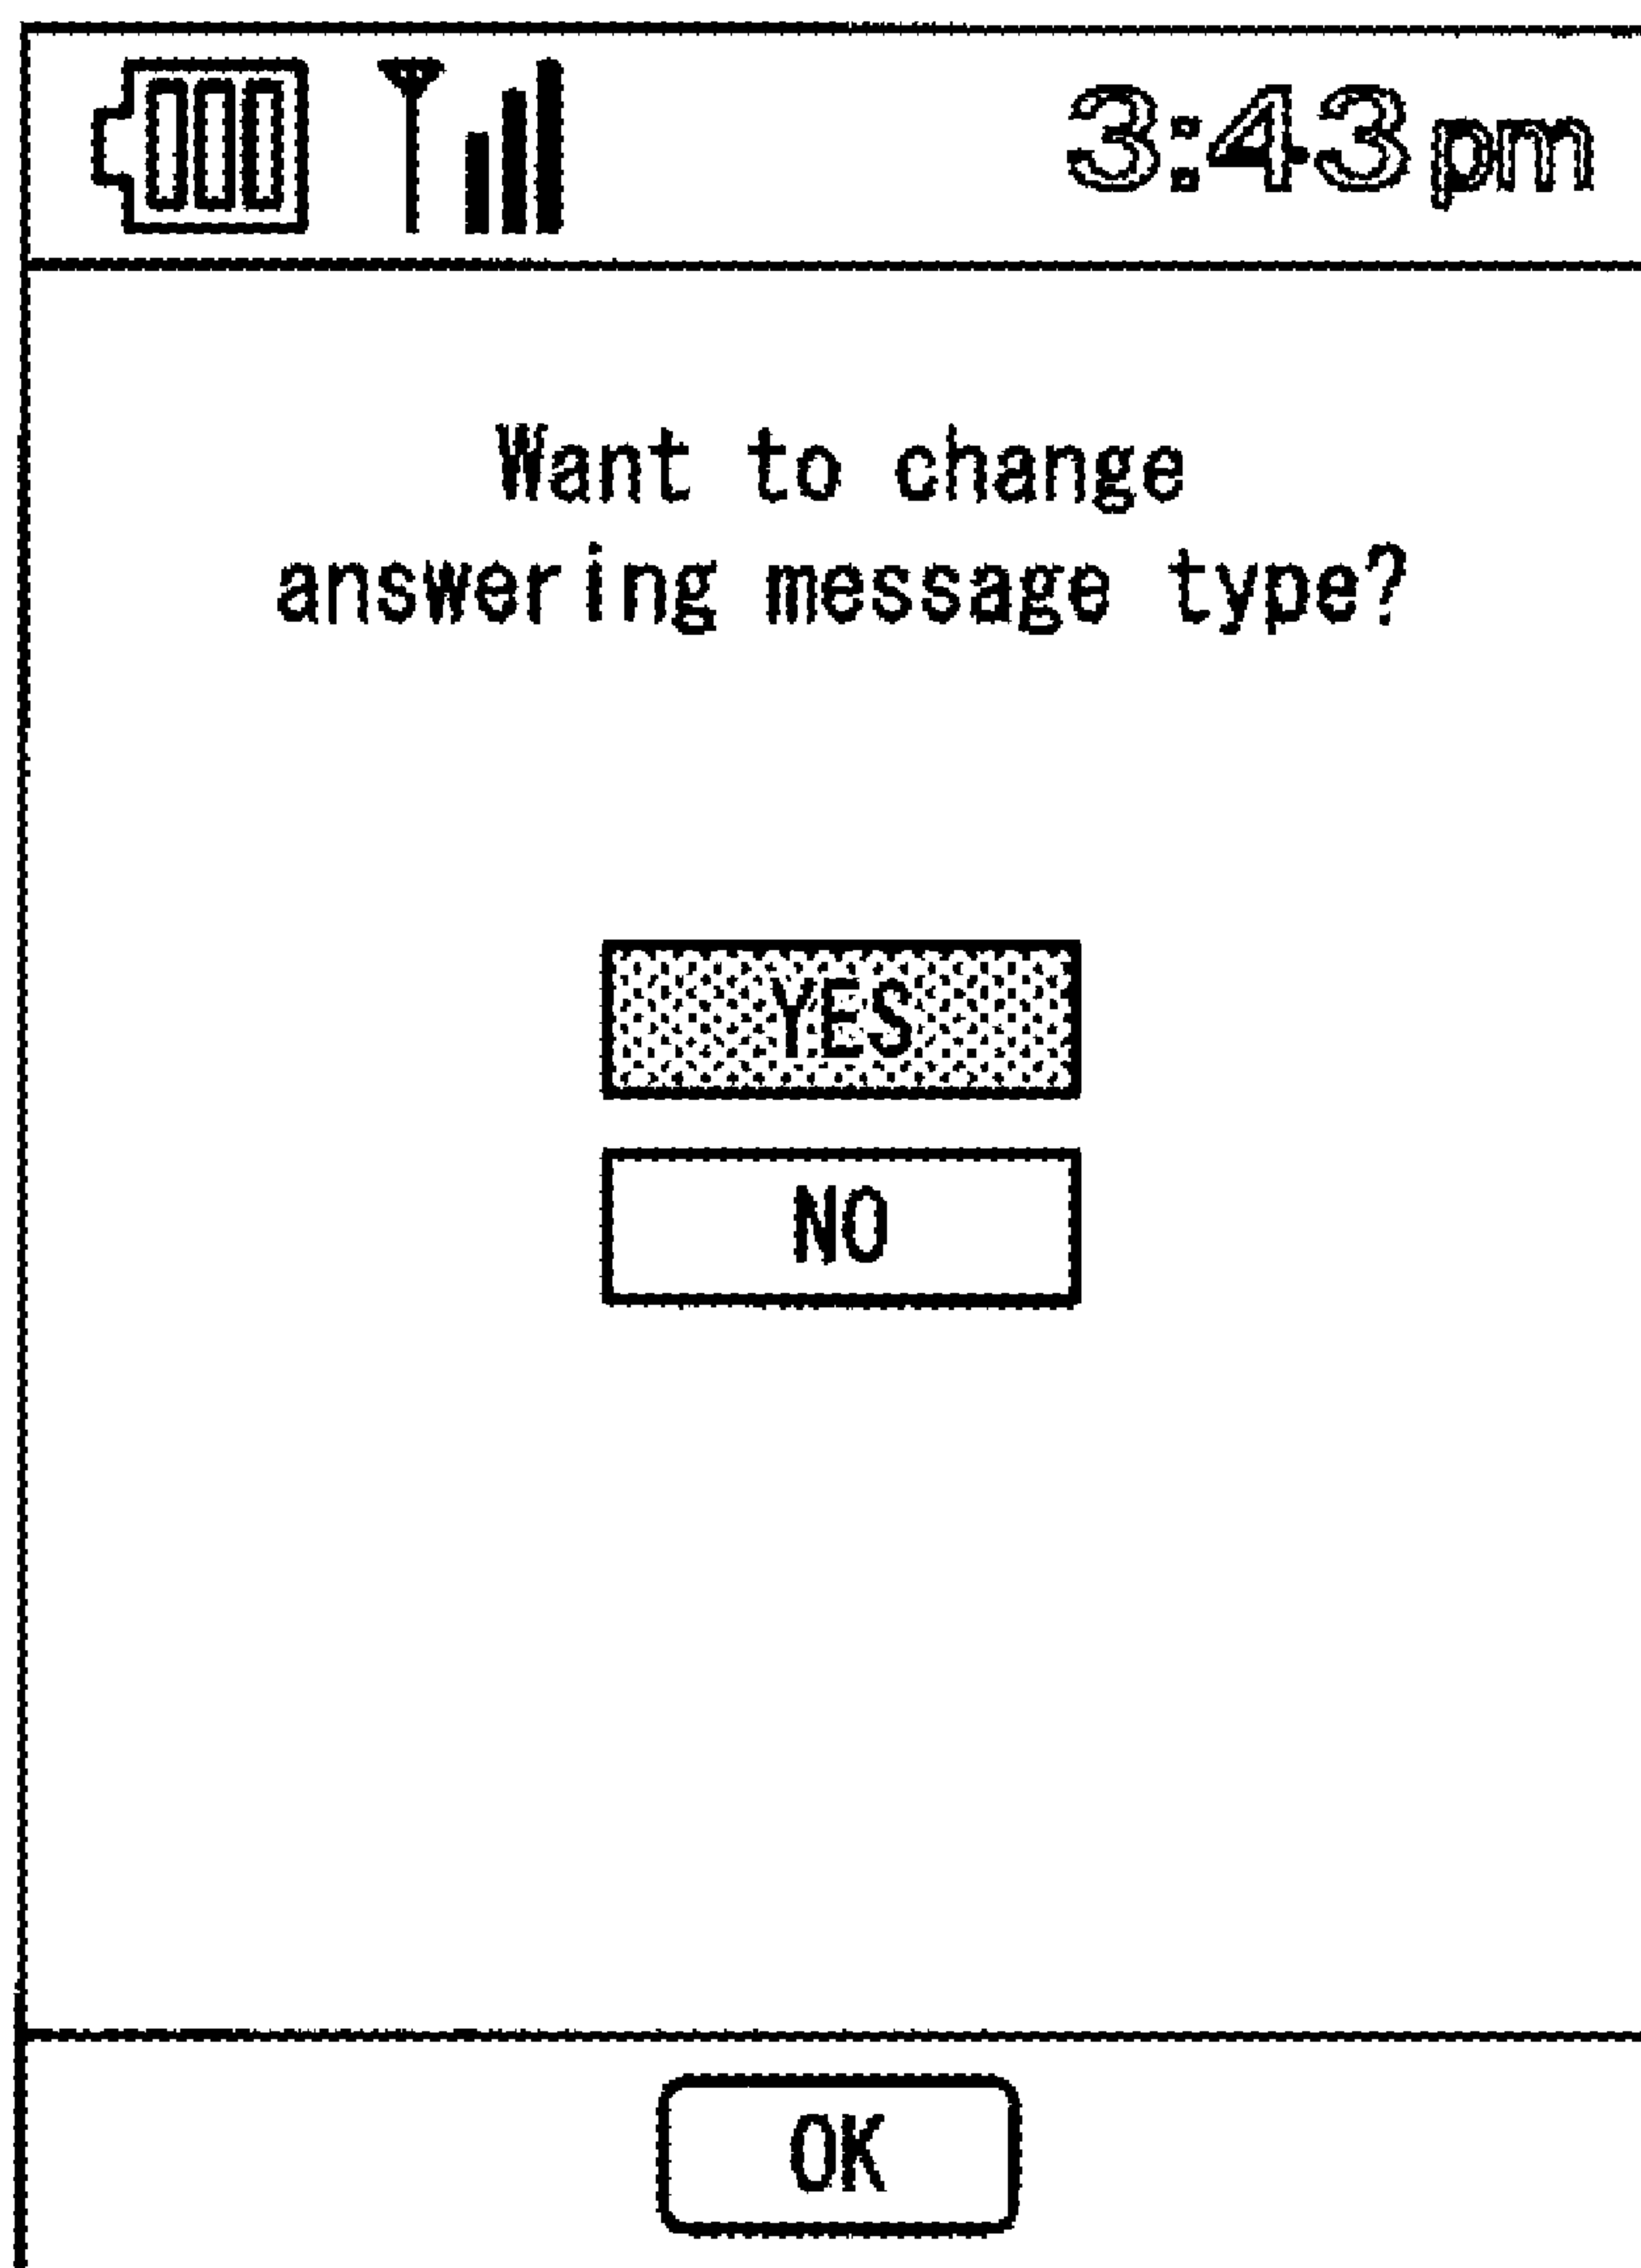 3:43pm
Want to change
answering message type?
YES
NO
OK